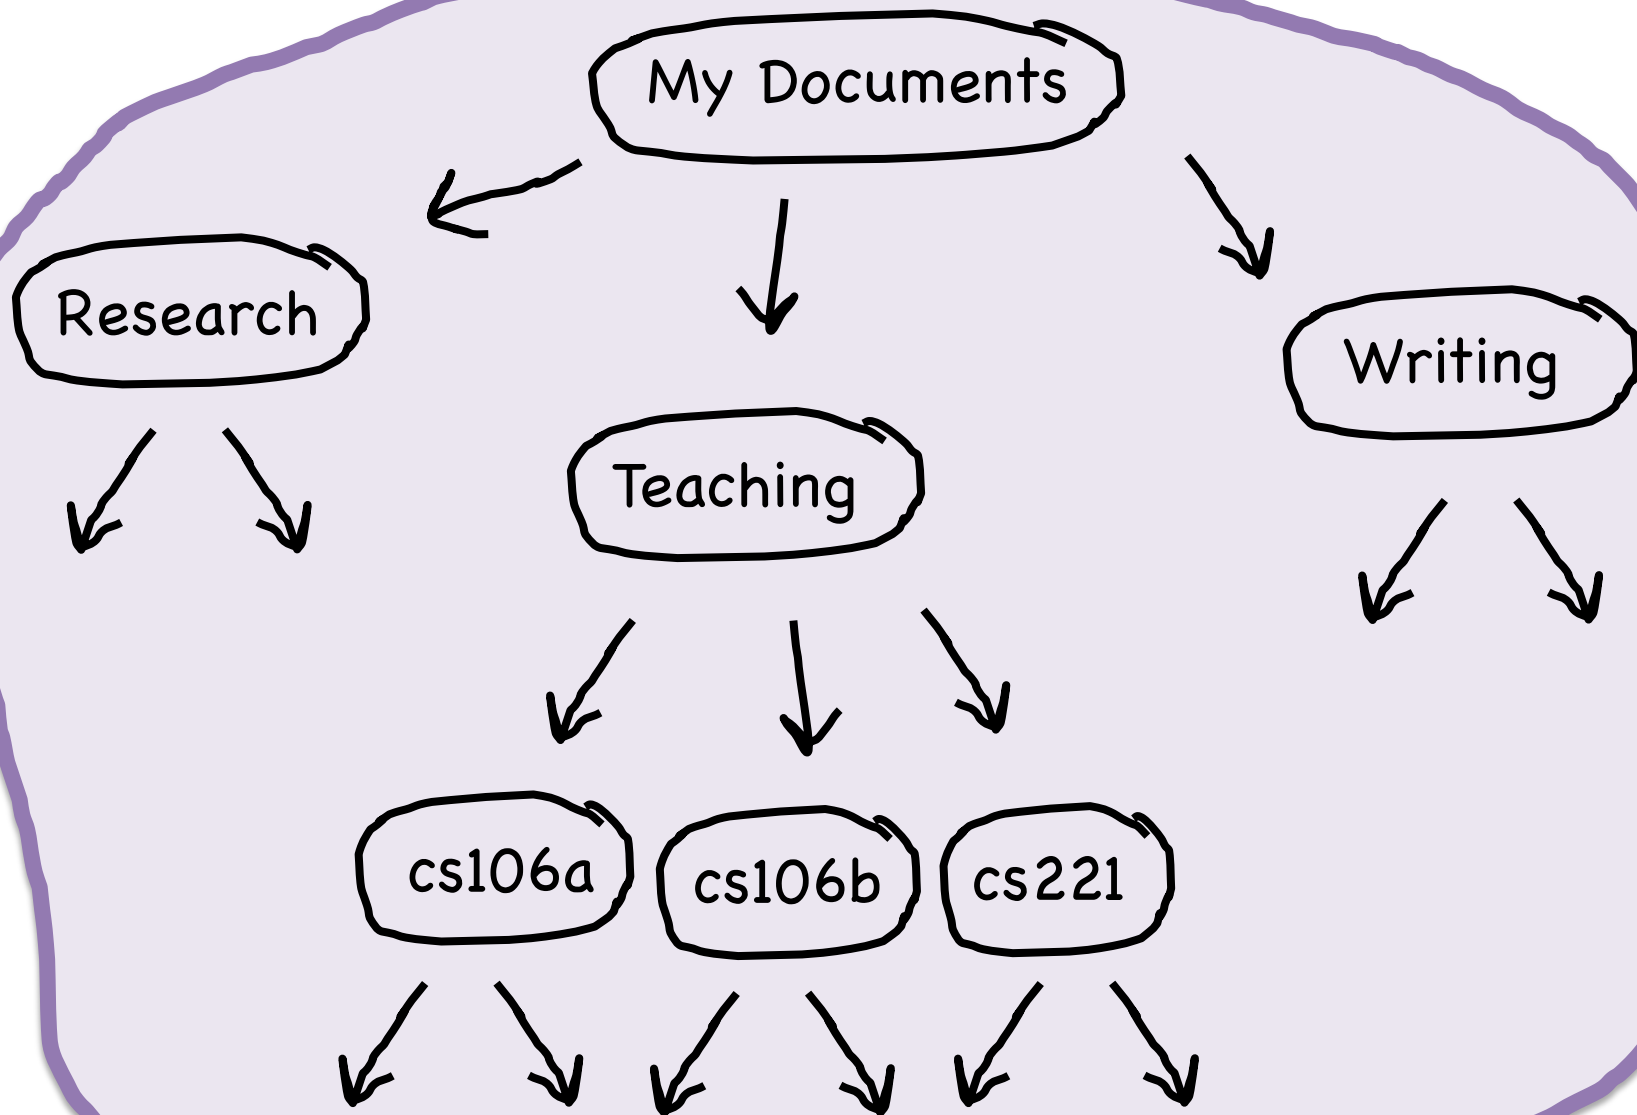 My Documents
Research
Writing
Teaching
cs106a
cs106b
cs221